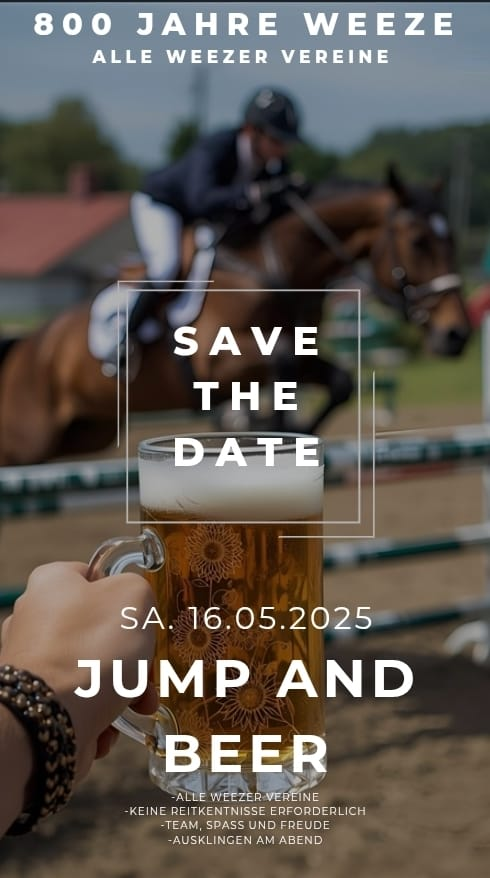 800 JAHRE WEEZE
ALLE WEEZER VEREINE
SAVE
THE
DATE
SA. 16.05.2025
JUMP AND
BEER
-ALLE WEEZER VEREINE
-KEINE REITKENTNISSE ERFORDERLICH
-TEAM, SPASS UND FREUDE
-AUSKLINGEN AM ABEND